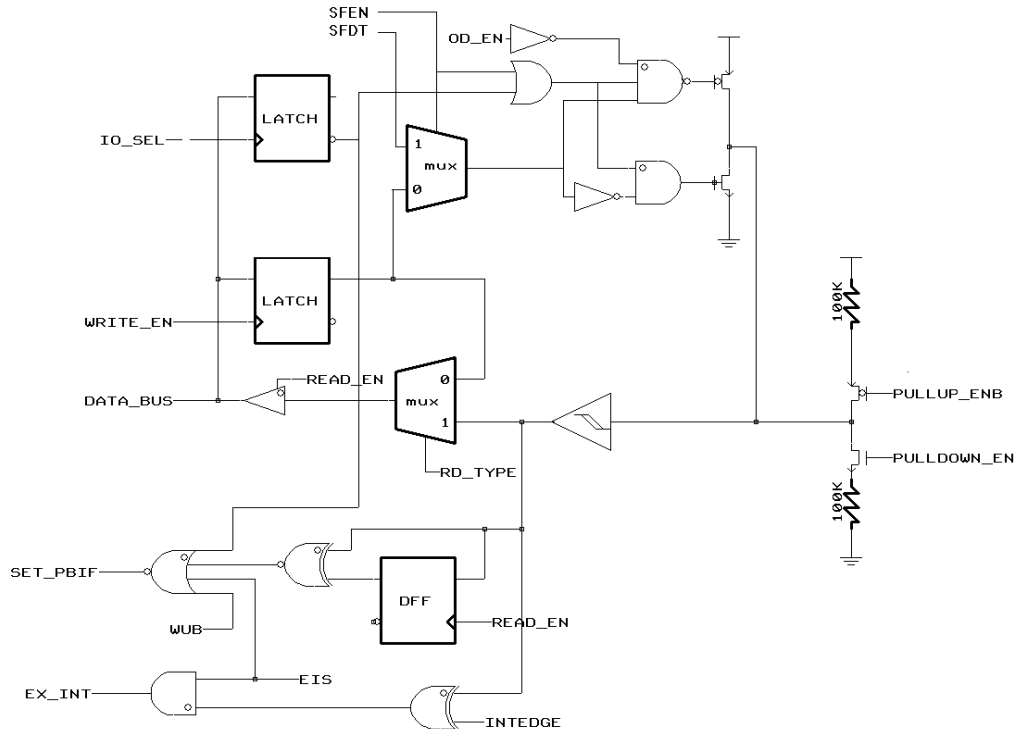 SFEN
SFDT
OD_EN
LATCH
IO_SEL
1
mux
0
LATCH
WRITE_EN
100K
READ_EN
0
DATA_BUS
mux
PULLUP_ENB
1
PULLDOWN_EN
RD_TYPE
100K
SET_PBIF
DFF
READ_EN
WUB
EIS
EX_INT
INTEDGE